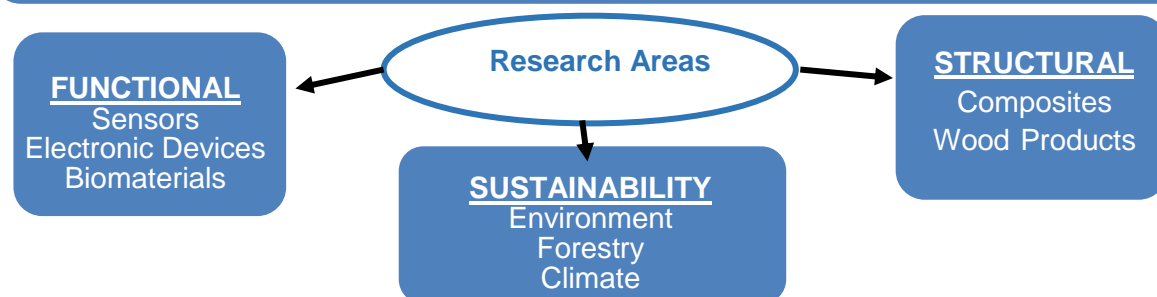 Research Areas
FUNCTIONAL
Sensors
Electronic Devices
Biomaterials
SUSTAINABILITY
Environment
Forestry
Climate
STRUCTURAL
Composites
Wood Products